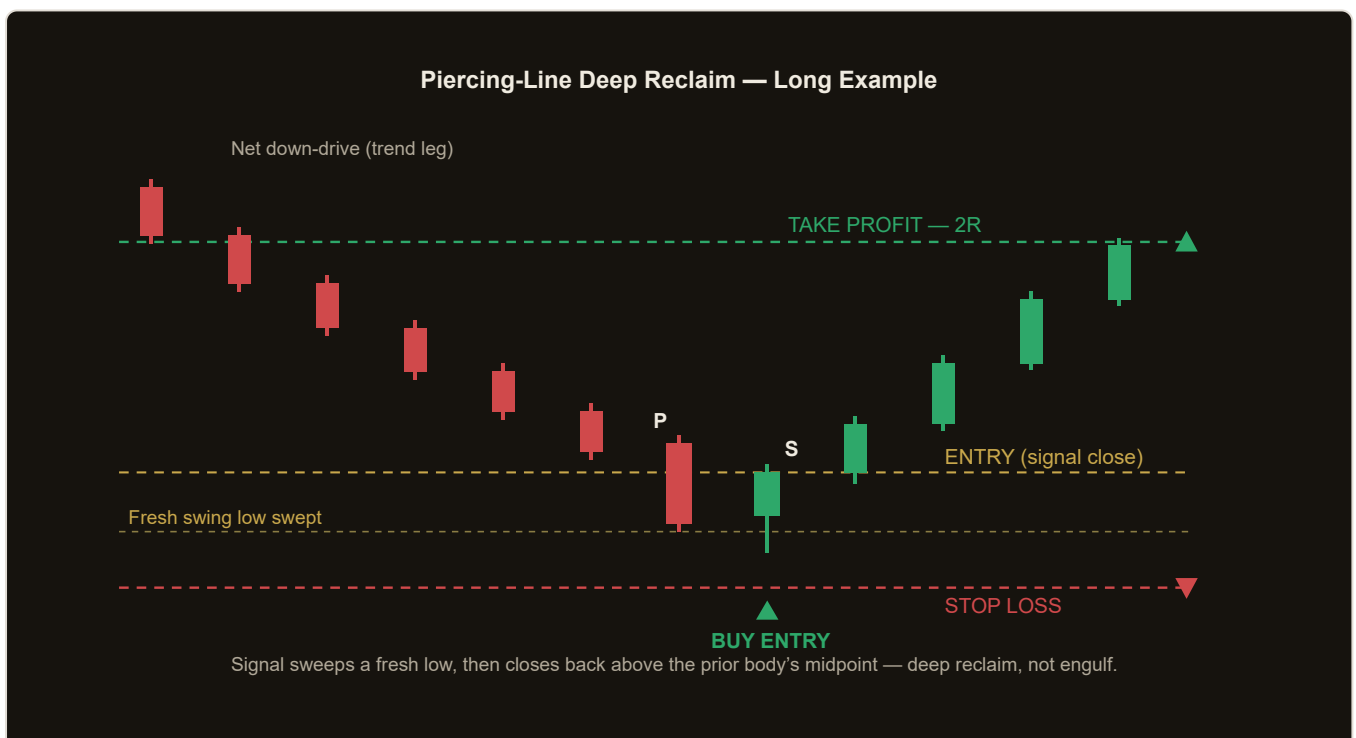 Piercing-Line Deep Reclaim — Long Example
Net down-drive (trend leg)
TAKE PROFIT — 2R
P
S
ENTRY (signal close)
Fresh swing low swept
STOP LOSS
BUY ENTRY
Signal sweeps a fresh low, then closes back above the prior body’s midpoint — deep reclaim, not engulf.